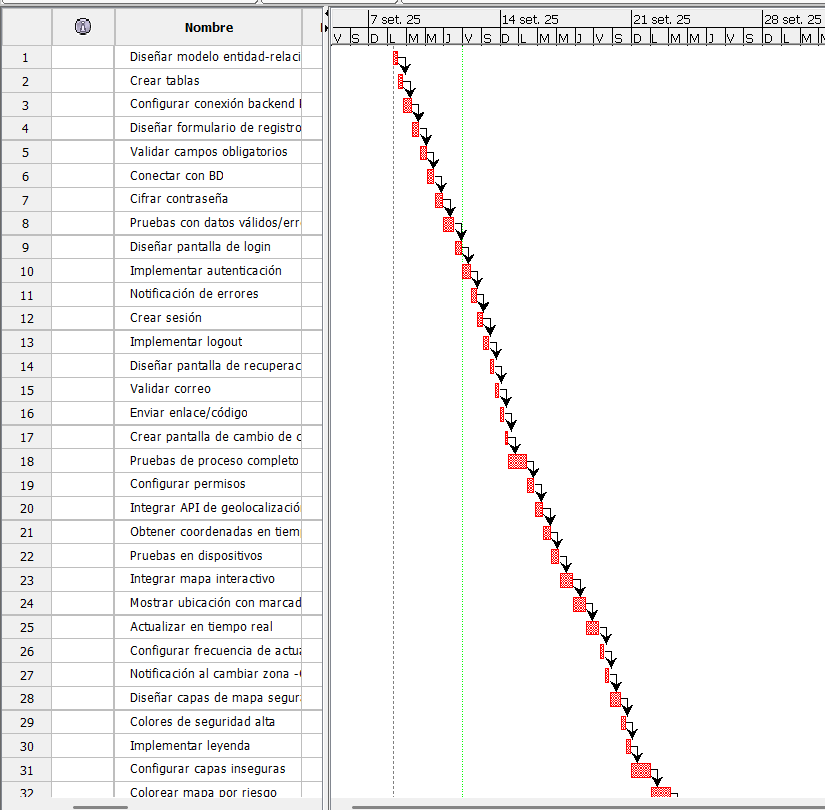 Nombre
7 set. 25 14 set. 25 21 set. 25 28 set. 25
V S D L M M J V S D L M M J V S D L M M J V S D L M
1 Diseñar modelo entidad-relaci
2 Crear tablas
3 Configurar conexión backend
4 Diseñar formulario de registro
5 Validar campos obligatorios
6 Conectar con BD
7 Cifrar contraseña
8 Pruebas con datos válidos/err
9 Diseñar pantalla de login
10 Implementar autenticación
11 Notificación de errores
12 Crear sesión
13 Implementar logout
14 Diseñar pantalla de recuperac
15 Validar correo
16 Enviar enlace/código
17 Crear pantalla de cambio de c
18 Pruebas de proceso completo
19 Configurar permisos
20 Integrar API de geolocalizació
21 Obtener coordenadas en tiem
22 Pruebas en dispositivos
23 Integrar mapa interactivo
24 Mostrar ubicación con marcad
25 Actualizar en tiempo real
26 Configurar frecuencia de actu
27 Notificación al cambiar zona -
28 Diseñar capas de mapa segur
29 Colores de seguridad alta
30 Implementar leyenda
31 Configurar capas inseguras
32 Colorear mapa por riesgo